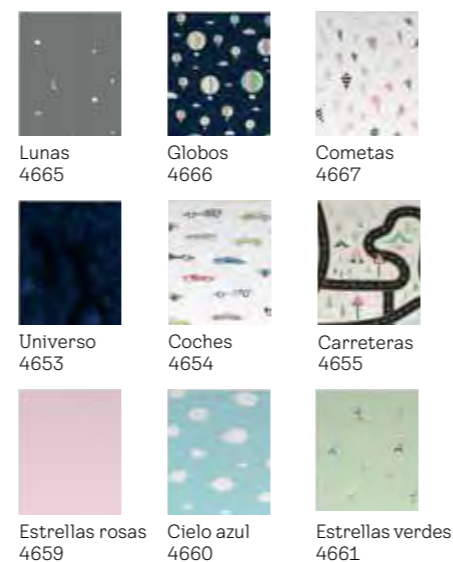 Lunas
4665
Globos
4666
Cometas
4667
Universo
4653
Coches
4654
Carreteras
4655
Estrellas rosas
4659
Cielo azul
4660
Estrellas verdes
4661